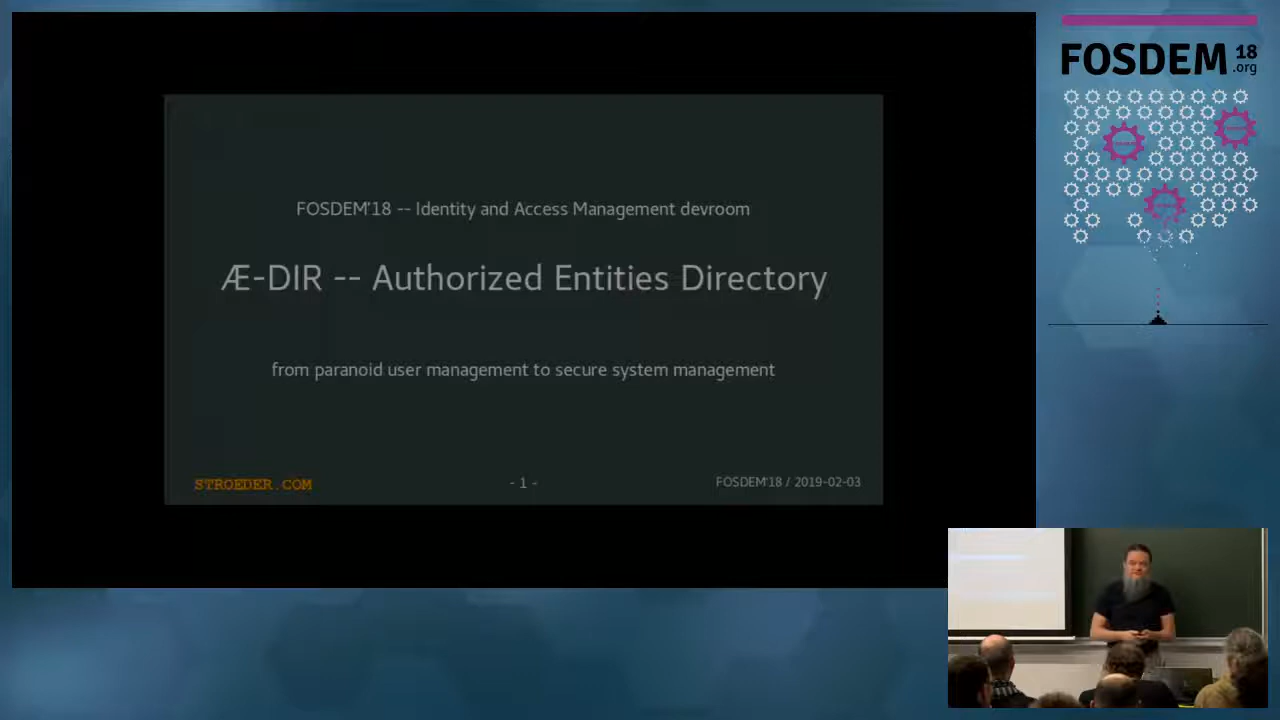 FOSDEM'18 -- Identity and Access Management devroom
Æ-DIR -- Authorized Entities Directory
from paranoid user management to secure system management
STROEDER.COM
- 1 -
FOSDEM'18 / 2019-02-03
FOSDEM 18
.org